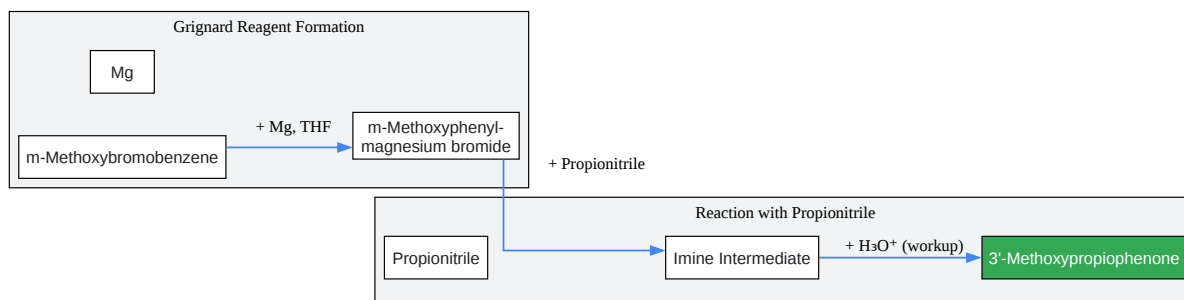 Grignard Reagent Formation
Mg
+ Mg, THF
m-Methoxybromobenzene
m-Methoxyphenyl-
magnesium bromide
+ Propionitrile
Reaction with Propionitrile
Propionitrile
Imine Intermediate
+ H₃O⁺ (workup)
3'-Methoxypropiophenone